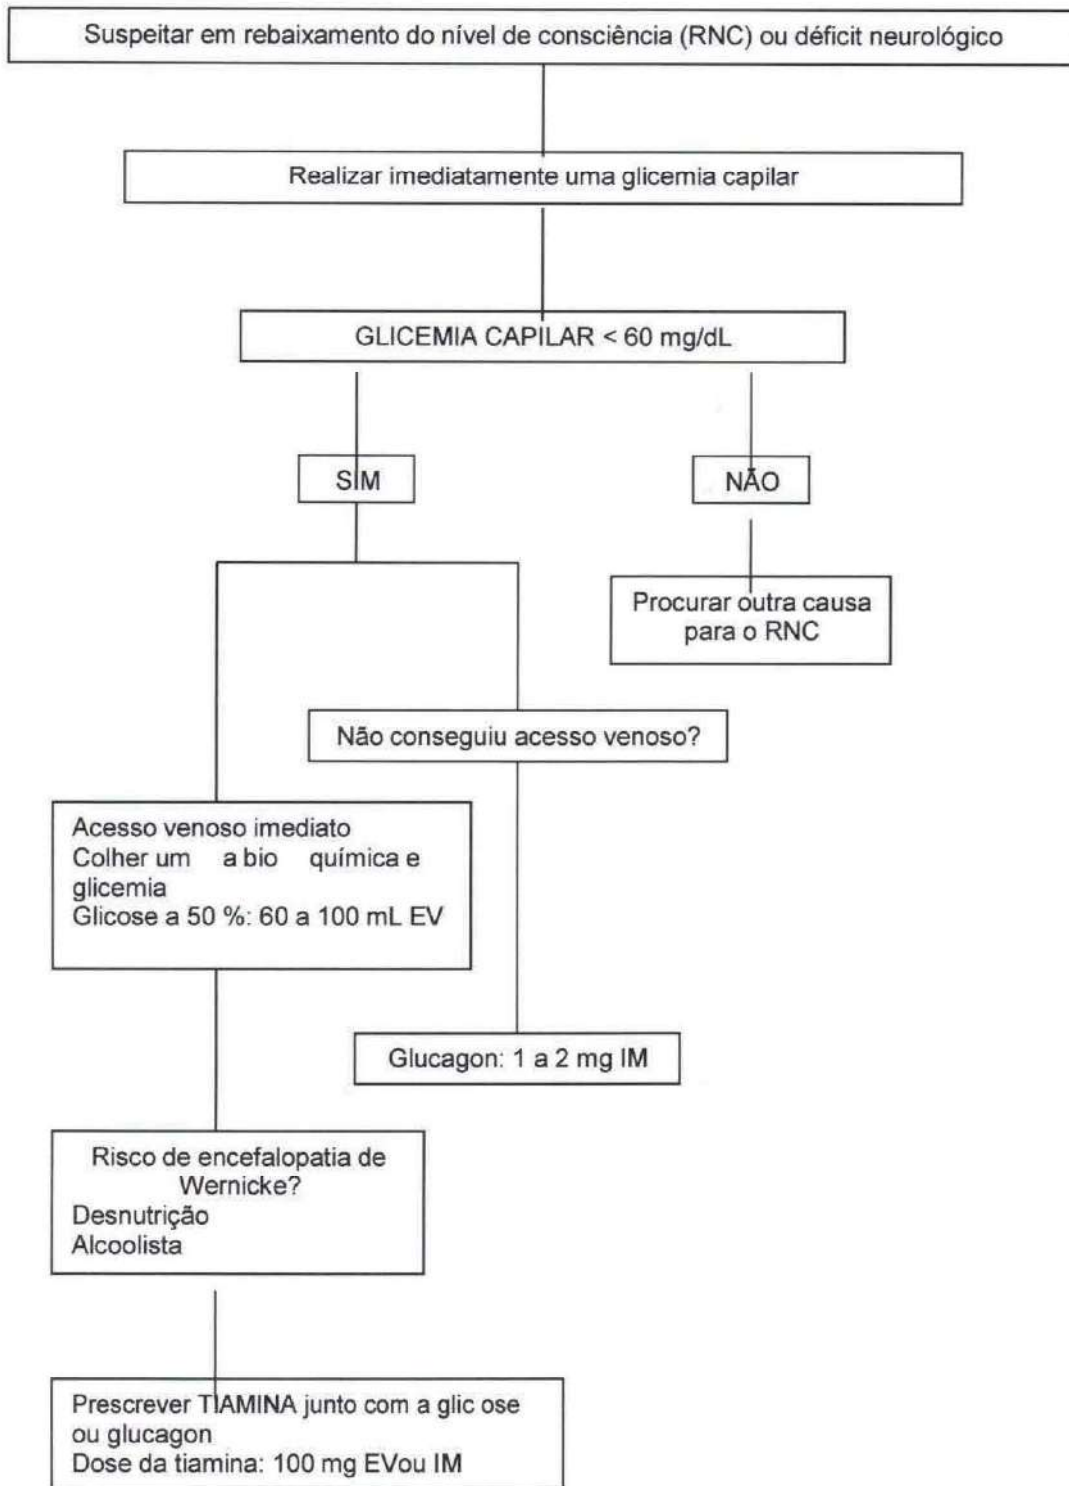 Suspeitar em rebaixamento do nível de consciência (RNC) ou déficit neurológico
Realizar imediatamente uma glicemia capilar
GLICEMIA CAPILAR < 60 mg/dL
SIM
NÃO
Procurar outra causa
para o RNC
Não conseguiu acesso venoso?
Acesso venoso imediato
Colher um a bio química e
glicemia
Glicose a 50 %: 60 a 100 mL EV
Glucagon: 1 a 2 mg IM
Risco de encefalopatia de
Wernicke?
Desnutrição
Alcoolista
Prescrever TIAMINA junto com a glic ose
ou glucagon
Dose da tiamina: 100 mg EVou IM